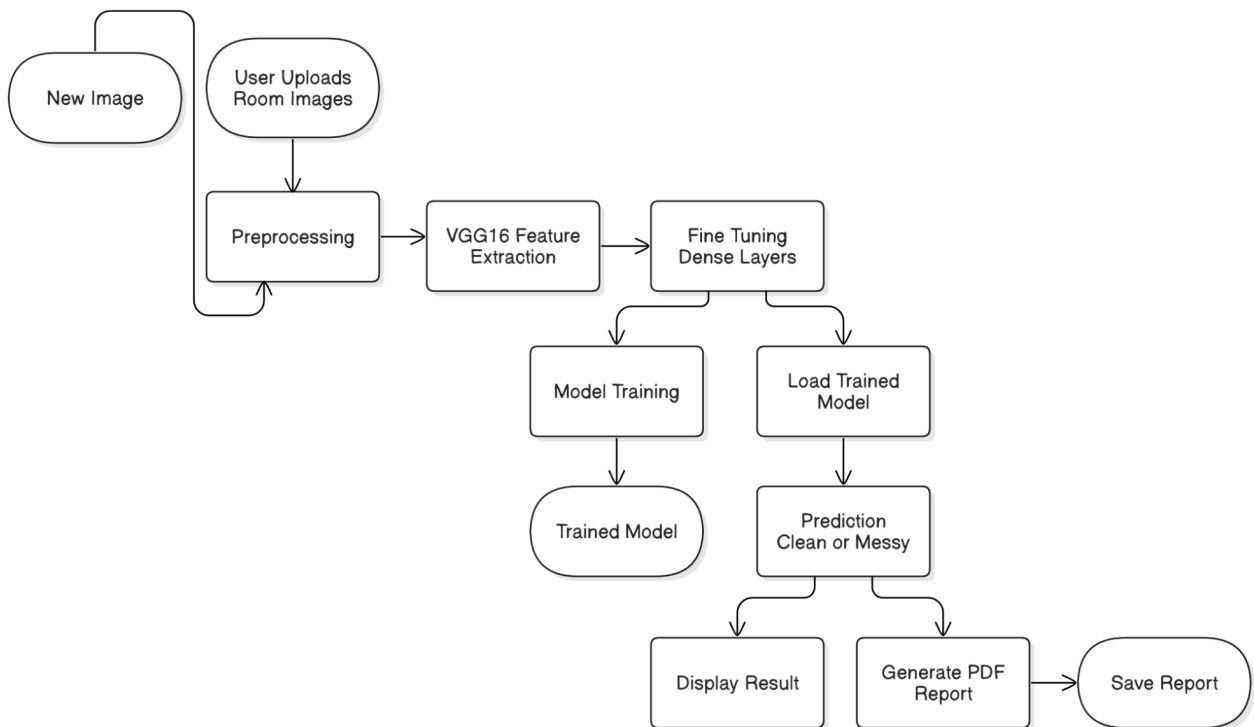 New Image
User Uploads
Room Images
Preprocessing
VGG16 Feature
Extraction
Fine Tuning
Dense Layers
Model Training
Load Trained
Model
Trained Model
Prediction
Clean or Messy
Display Result
Generate PDF
Report
Save Report